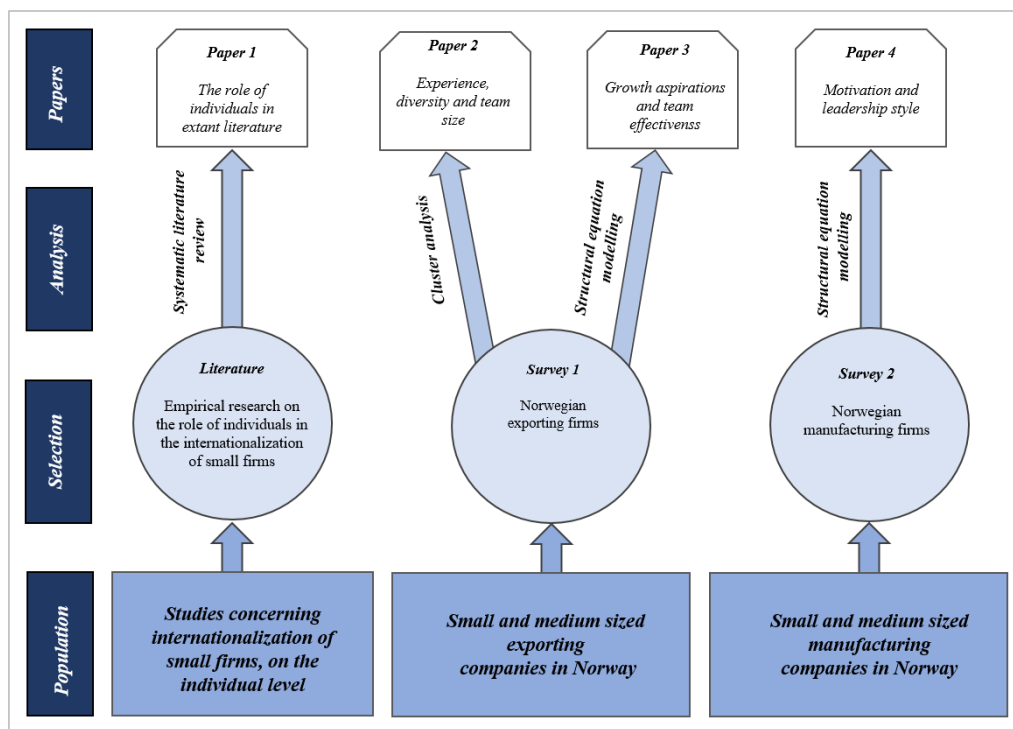 Papers
Paper 1
The role of
individuals in
extant literature
Paper 2
Experience,
diversity and team
size
Paper 3
Growth aspirations
and team
effectivenss
Paper 4
Motivation and
leadership style
Analysis
Systematic literature
review
Cluster analysis
Structural equation
modelling
Structural equation
modelling
Selection
Literature
Empirical research on
the role of individuals in
the internationalization
of small firms
Survey 1
Norwegian
exporting firms
Survey 2
Norwegian
manufacturing firms
Population
Studies concerning
internationalization of
small firms, on the
individual level
Small and medium sized
exporting
companies in Norway
Small and medium sized
manufacturing
companies in Norway